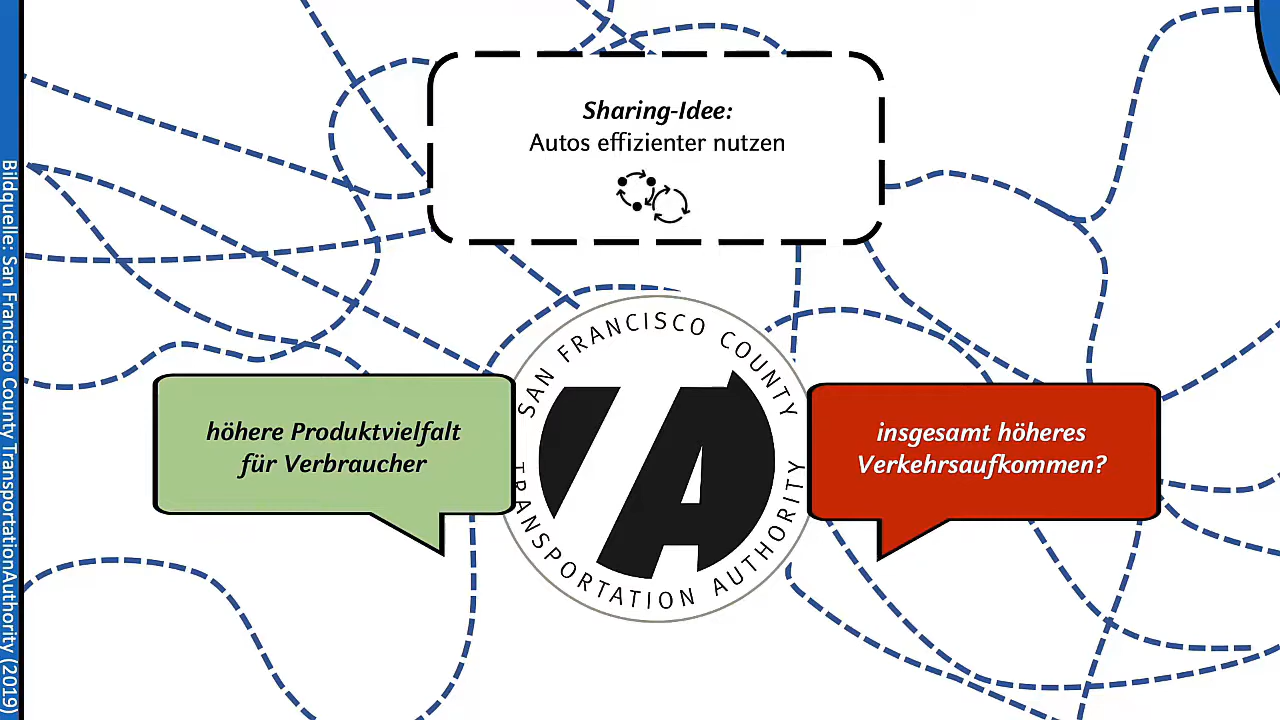 Sharing-Idee:
Autos effizienter nutzen
SAN FRANCISCO COUNTY
TRANSPORTATION AUTHORITY
höhere Produktvielfalt
für Verbraucher
insgesamt höheres
Verkehrsaufkommen?
Bildquelle: San Francisco County TransportationAuthority (2019)